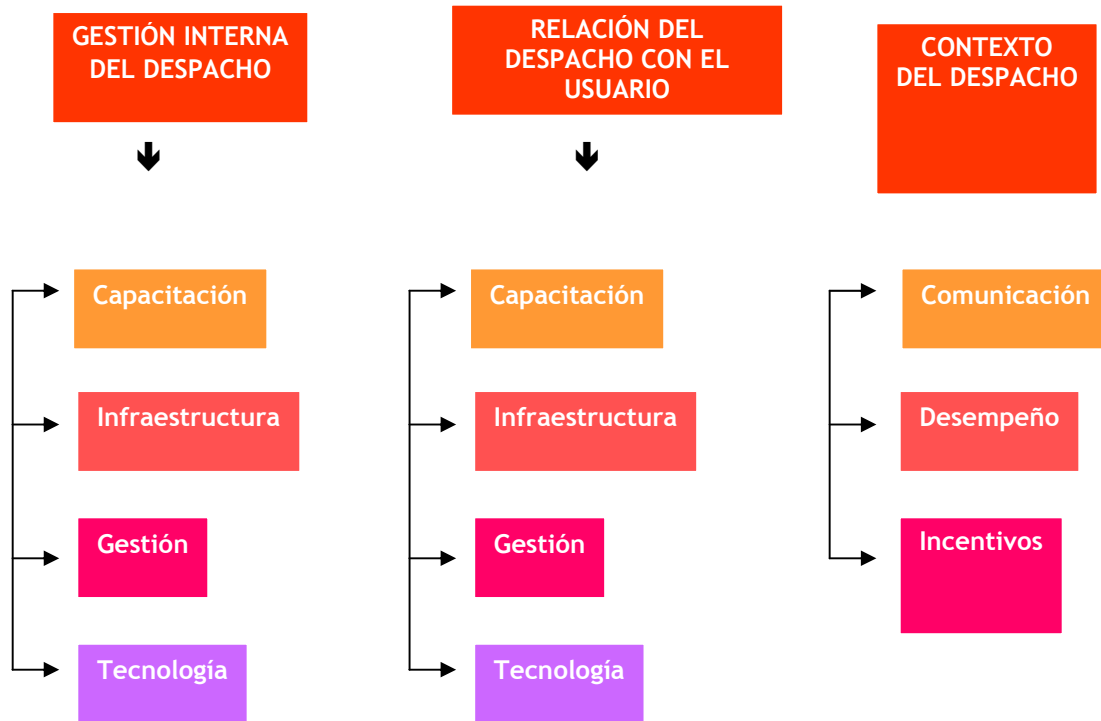 GESTIÓN INTERNA
DEL DESPACHO
RELACIÓN DEL
DESPACHO CON EL
USUARIO
CONTEXTO
DEL DESPACHO
Capacitación
Infraestructura
Gestión
Tecnología
Capacitación
Infraestructura
Gestión
Tecnología
Comunicación
Desempeño
Incentivos